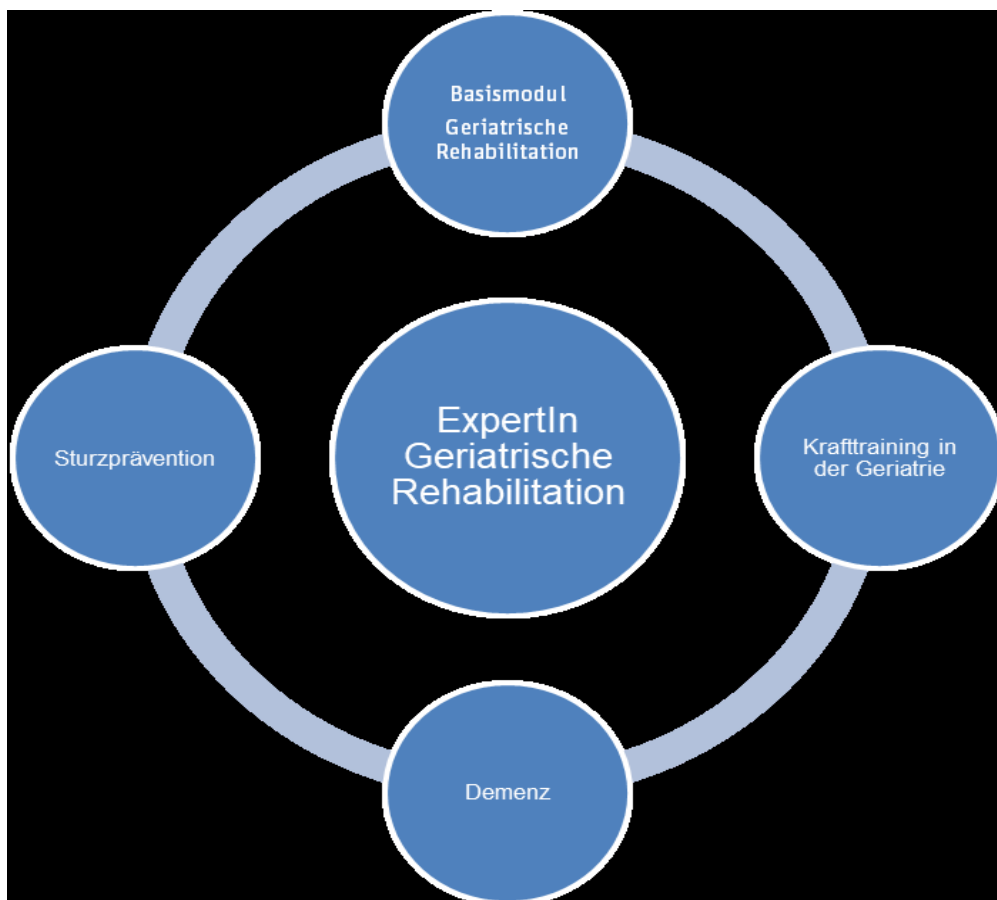 Basismodul
Geriatrische
Rehabilitation
Sturzprävention
ExpertIn
Geriatrische
Rehabilitation
Krafttraining in
der Geriatrie
Demenz